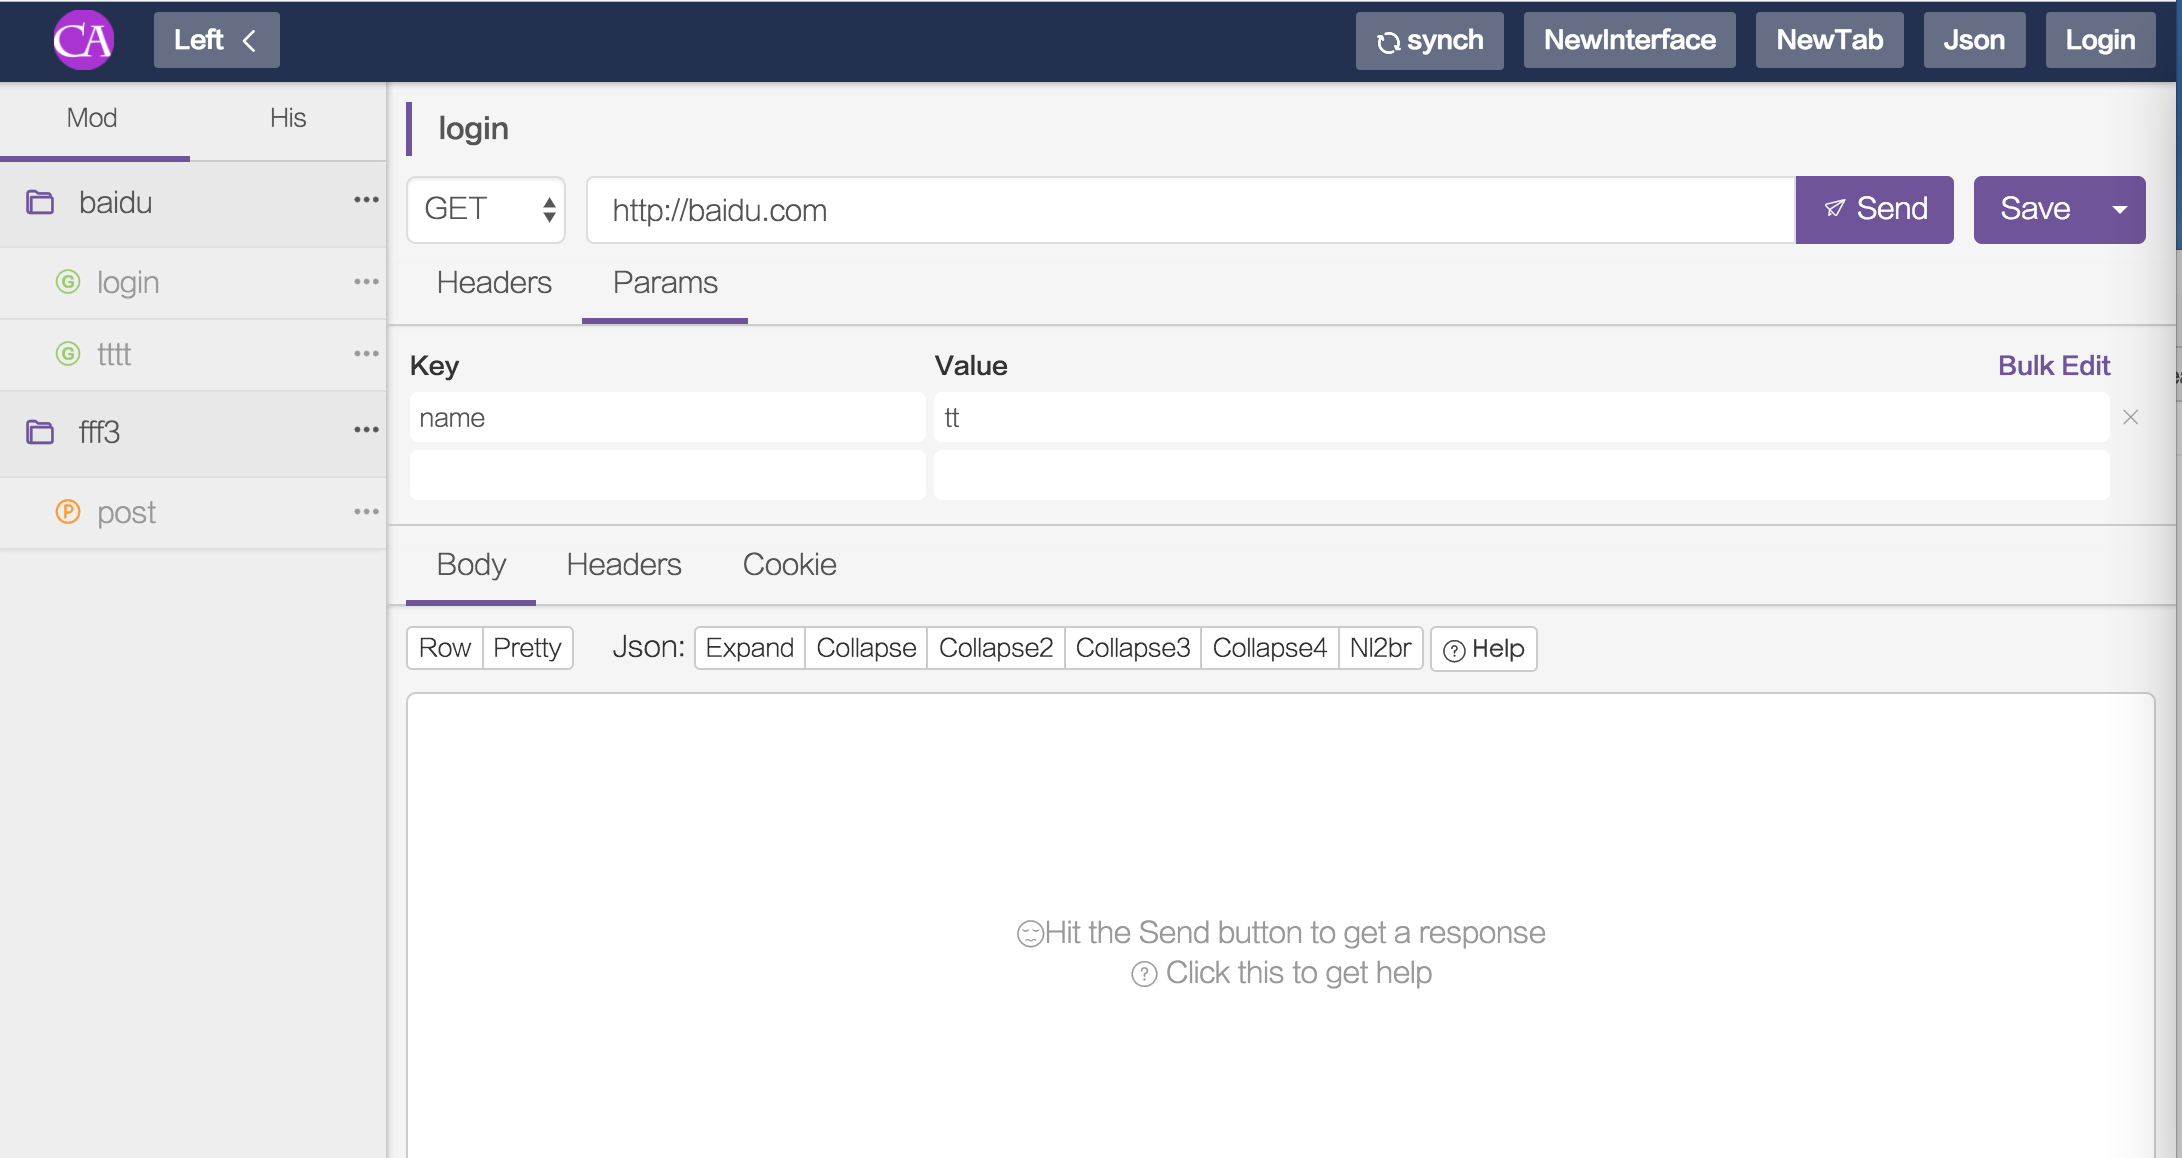 CA Left synch NewInterface NewTab Json Login
Mod His
baidu
G login
G tttt
fff3
P post
login
GET http://baidu.com Send Save
Headers Params
Key Value Bulk Edit
name tt
Body Headers Cookie
Row Pretty Json: Expand Collapse Collapse2 Collapse3 Collapse4 Nl2br ? Help
Hit the Send button to get a response
? Click this to get help